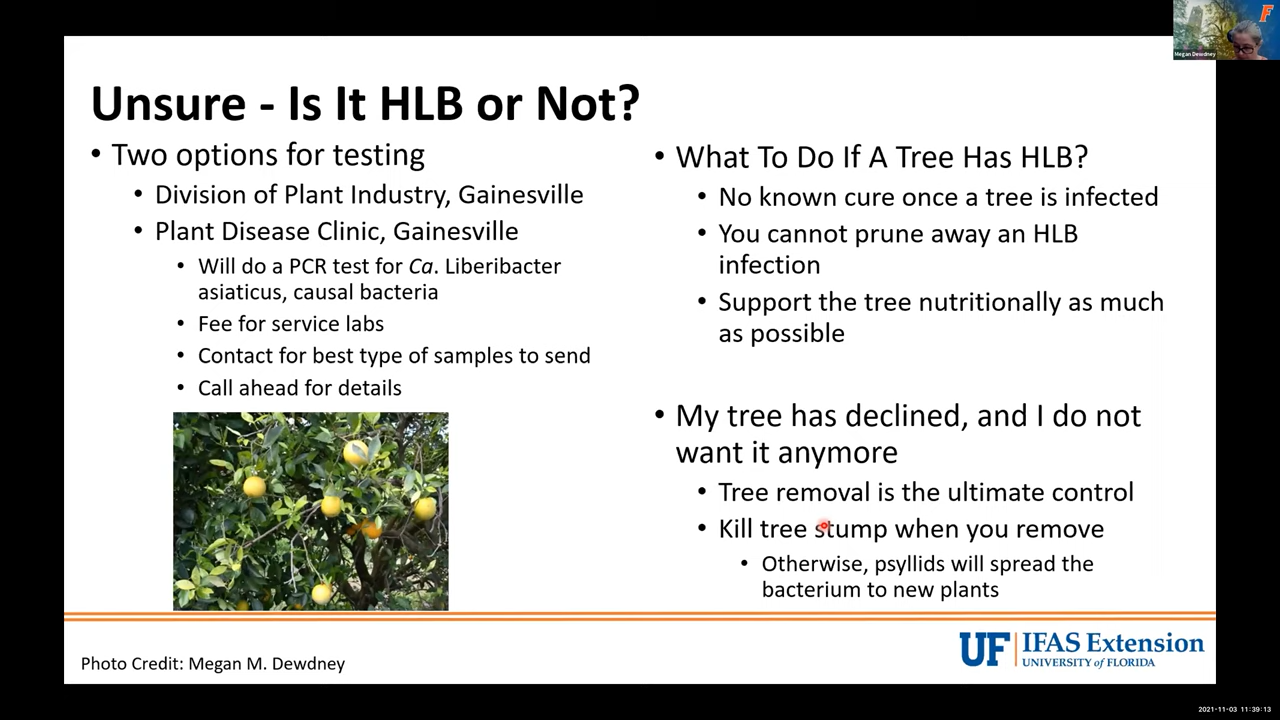 F
Megan Dewdney
Unsure - Is It HLB or Not?
• Two options for testing
• Division of Plant Industry, Gainesville
• Plant Disease Clinic, Gainesville
• Will do a PCR test for Ca. Liberibacter
asiaticus, causal bacteria
• Fee for service labs
• Contact for best type of samples to send
• Call ahead for details
• What To Do If A Tree Has HLB?
• No known cure once a tree is infected
• You cannot prune away an HLB
infection
• Support the tree nutritionally as much
as possible
• My tree has declined, and I do not
want it anymore
• Tree removal is the ultimate control
• Kill tree stump when you remove
• Otherwise, psyllids will spread the
bacterium to new plants
Photo Credit: Megan M. Dewdney
UF IFAS Extension
UNIVERSITY of FLORIDA
2021-11-03 11:39:13